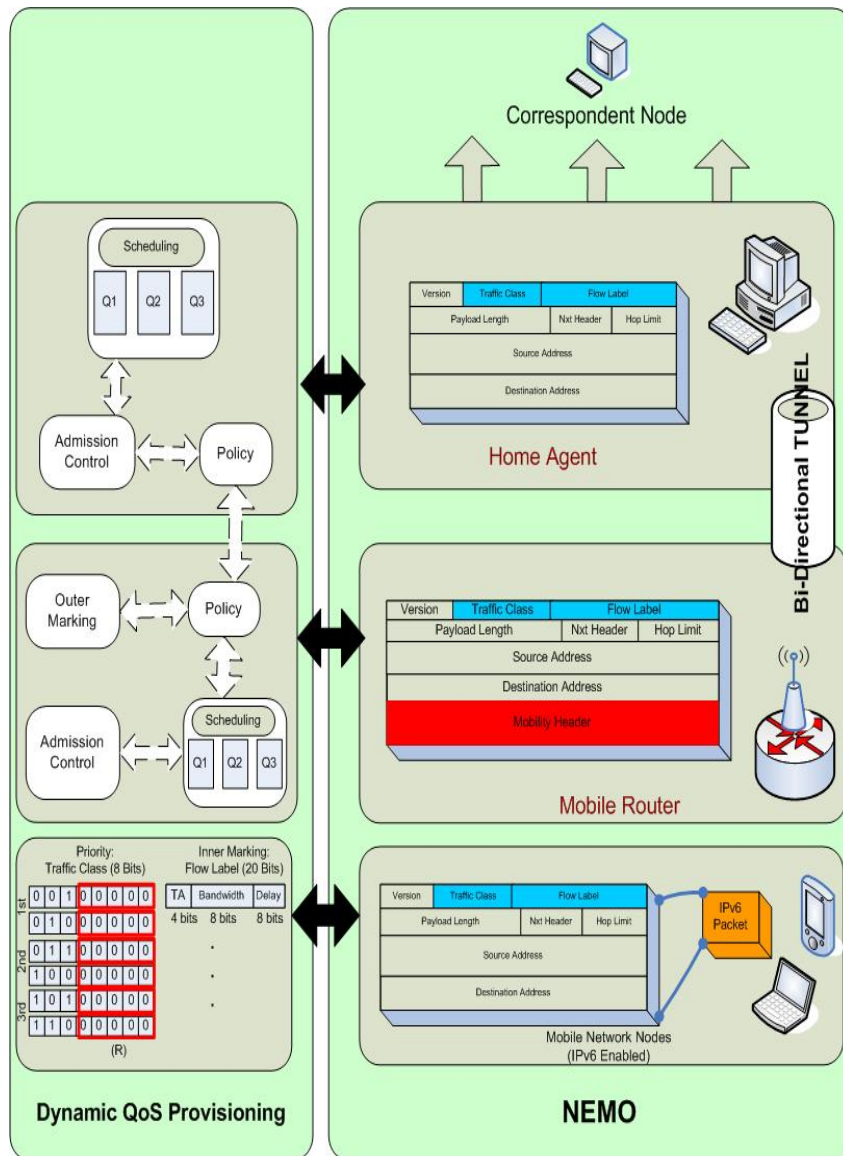 Correspondent Node
Scheduling
Q1 Q2 Q3
Admission
Control
Policy
Version Traffic Class Flow Label
Payload Length Nxt Header Hop Limit
Source Address
Destination Address
Home Agent
Bi-Directional TUNNEL
Outer
Marking
Policy
Scheduling
Q1 Q2 Q3
Admission
Control
Version Traffic Class Flow Label
Payload Length Nxt Header Hop Limit
Source Address
Destination Address
Mobility Header
Mobile Router
Priority:
Traffic Class (8 Bits)
1st
0 0 1 0 0 0 0 0
0 1 0 0 0 0 0 0
2nd
0 1 1 0 0 0 0 0
1 0 0 0 0 0 0 0
3rd
1 0 1 0 0 0 0 0
1 1 0 0 0 0 0 0
(R)
Inner Marking:
Flow Label (20 Bits)
TA Bandwidth Delay
4 bits 8 bits 8 bits
Version Traffic Class Flow Label
Payload Length Nxt Header Hop Limit
Source Address
Destination Address
IPv6
Packet
Mobile Network Nodes
(IPv6 Enabled)
Dynamic QoS Provisioning
NEMO